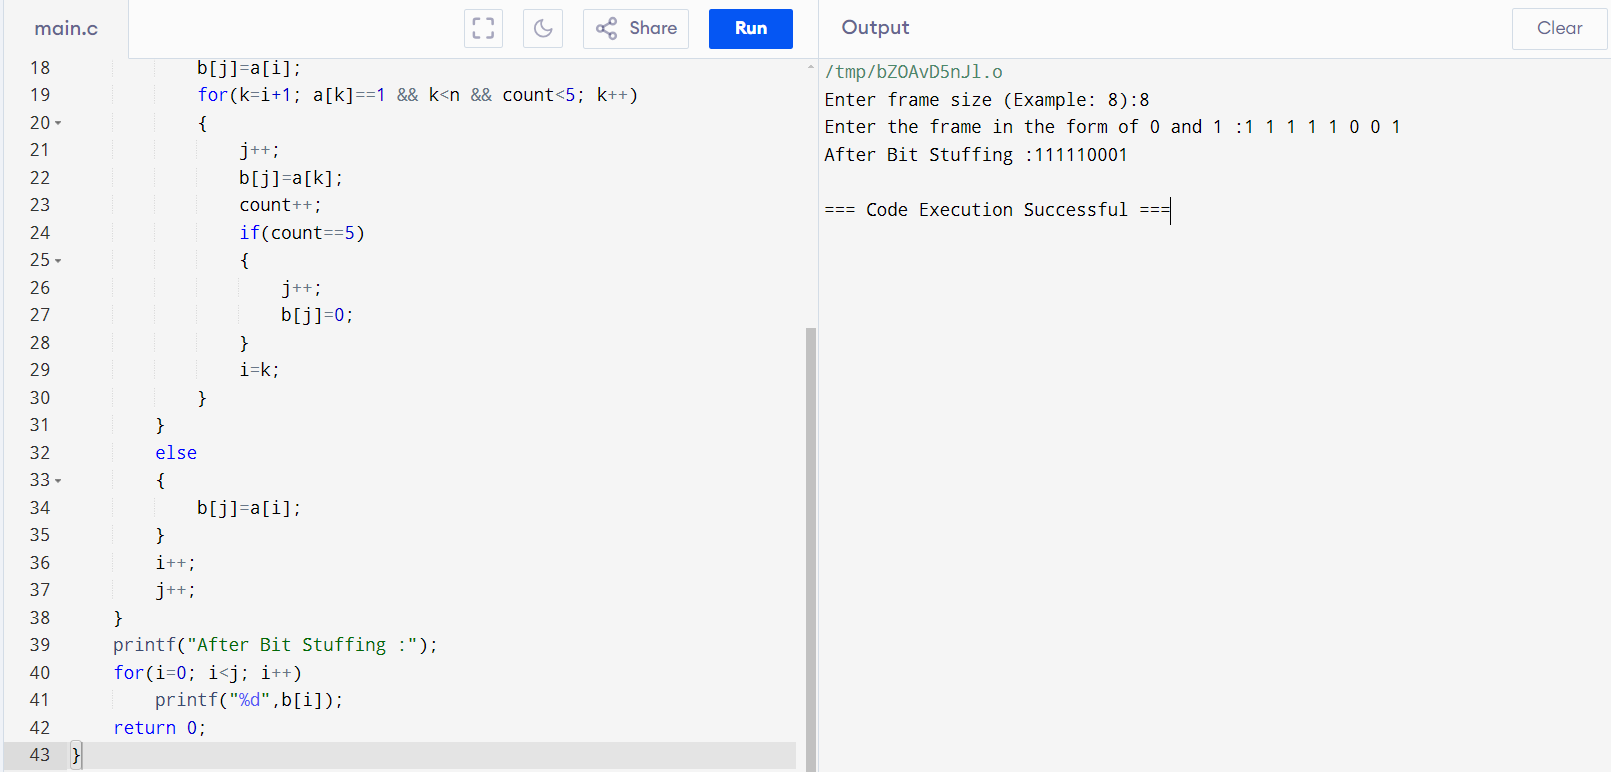 main.c
Share
Run
Output
Clear
18 b[j]=a[i];
19 for(k=i+1; a[k]==1 && k<n && count<5; k++)
20 {
21 j++;
22 b[j]=a[k];
23 count++;
24 if(count==5)
25 {
26 j++;
27 b[j]=0;
28 }
29 i=k;
30 }
31 }
32 else
33 {
34 b[j]=a[i];
35 }
36 i++;
37 j++;
38 }
39 printf("After Bit Stuffing :");
40 for(i=0; i<j; i++)
41 printf("%d",b[i]);
42 return 0;
43 }
/tmp/bZOAvD5nJl.o
Enter frame size (Example: 8):8
Enter the frame in the form of 0 and 1 :1 1 1 1 1 0 0 1
After Bit Stuffing :111110001
=== Code Execution Successful ===